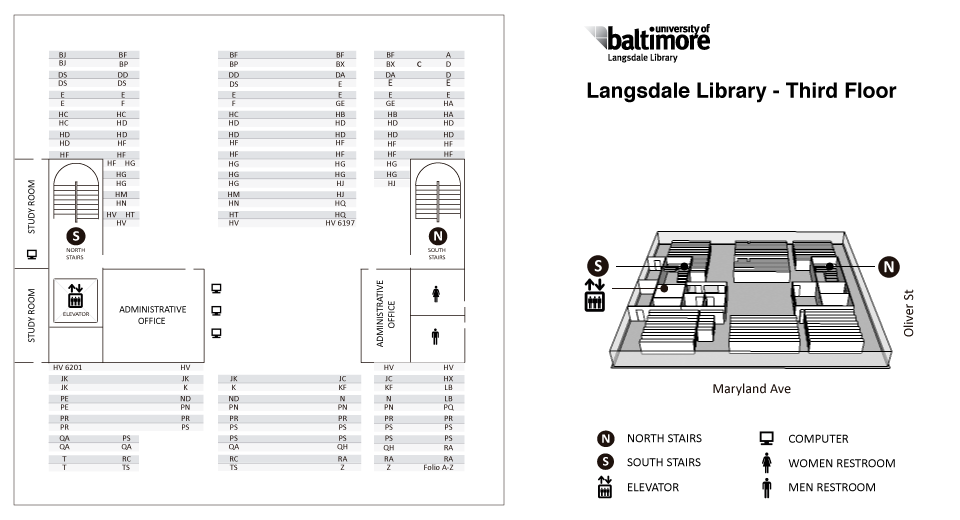 BJ BF BF BF BF A
BJ BP BP BX BX C D
DS DD DD DA DA D
DS DS DS E E E
E E E E E E
E F F GE GE HA
HC HC HC HB HB HA
HC HD HD HD HD HD
HD HD HD HD HD HD
HD HF HF HF HF HF
HF HF HF HF HF HF
HF HG HG HG HG
HG HG HG HG
HG HG HJ HJ
HM HM HJ
HN HN HQ
HV HT HT HQ
HV HV HV 6197
STUDY ROOM
S
NORTH
STAIRS
N
SOUTH
STAIRS
STUDY ROOM
ELEVATOR
ADMINISTRATIVE
OFFICE
ADMINISTRATIVE
OFFICE
HV 6201 HV HV HV
JK JK JK JC JC HX
JK K K KF KF LB
PE ND ND N N LB
PE PN PN PN PN PQ
PR PR PR PR PR PR
PR PS PS PS PS PS
QA PS PS PS PS PS
QA QA QA QH QH RA
T RC RC RA RA RA
T TS TS Z Z Folio A-Z
university of
baltimore
Langsdale Library
Langsdale Library - Third Floor
S
N
Oliver St
Maryland Ave
N NORTH STAIRS
S SOUTH STAIRS
ELEVATOR
COMPUTER
WOMEN RESTROOM
MEN RESTROOM